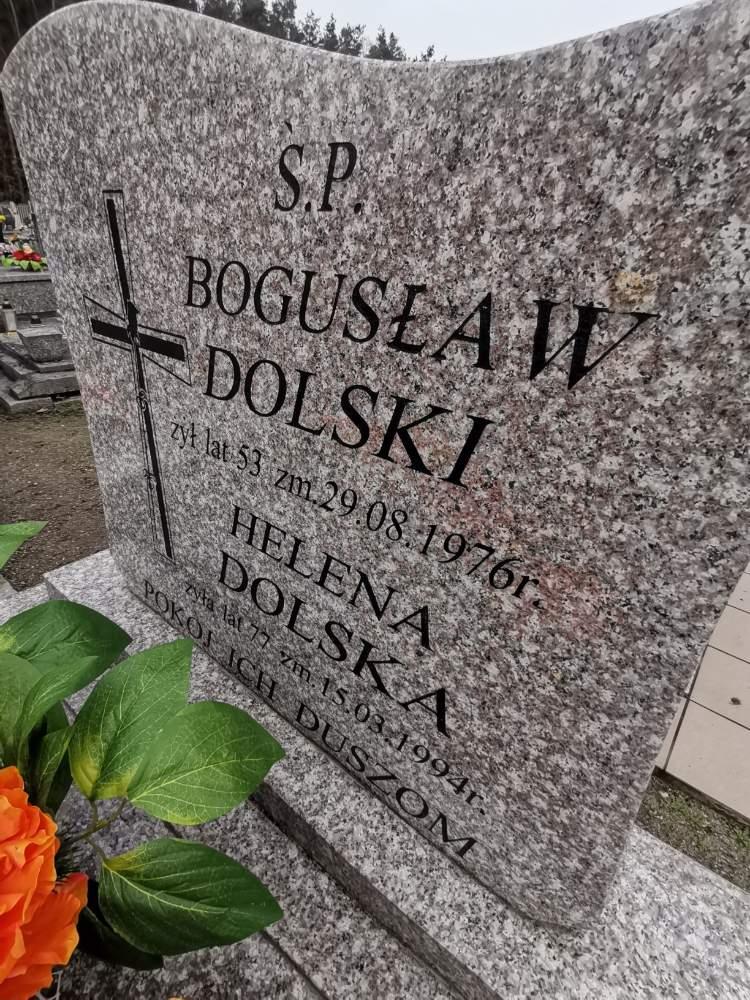 Ś.P.
BOGUSŁAW
DOLSKI
żył lat 53 zm.29.08.1976r.
HELENA
DOLSKA
żyła lat 77 zm.15.03.1994r.
POKÓJ ICH DUSZOM